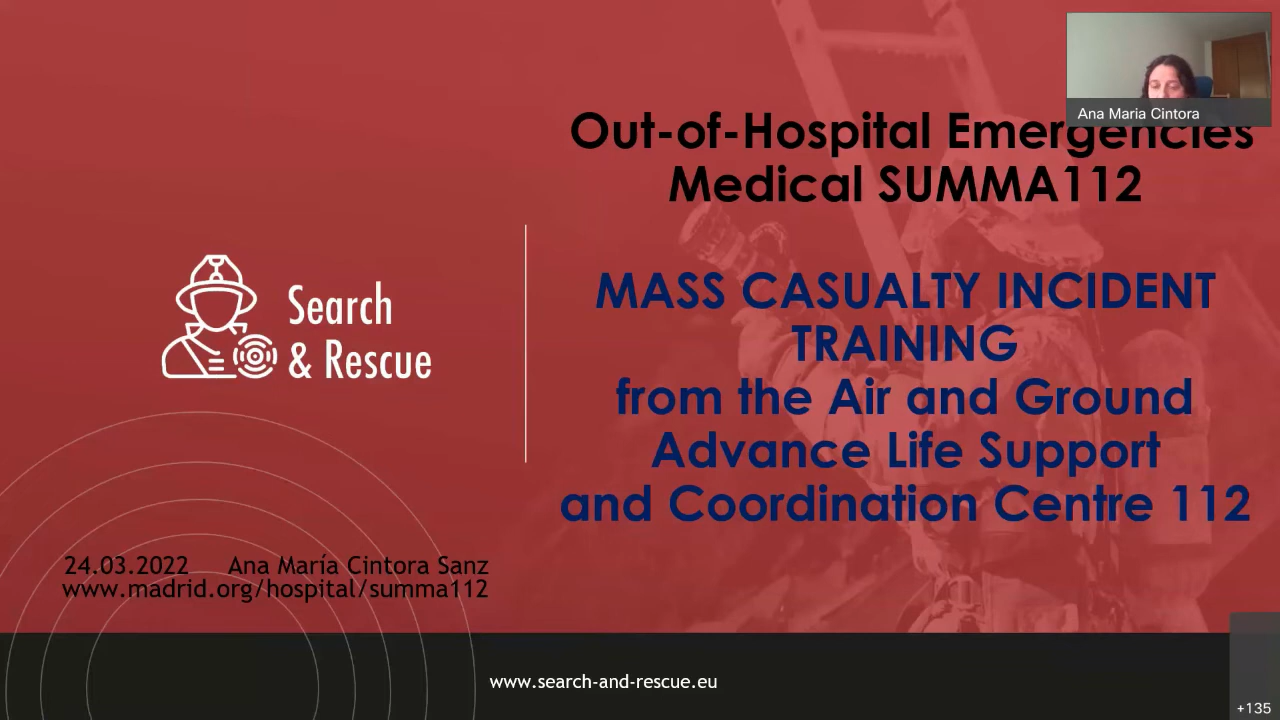 Ana Maria Cintora
Out-of-Hospital Emergencies
Medical SUMMA112
MASS CASUALTY INCIDENT
TRAINING
from the Air and Ground
Advance Life Support
and Coordination Centre 112
Search
& Rescue
24.03.2022 Ana María Cintora Sanz
www.madrid.org/hospital/summa112
www.search-and-rescue.eu
+135